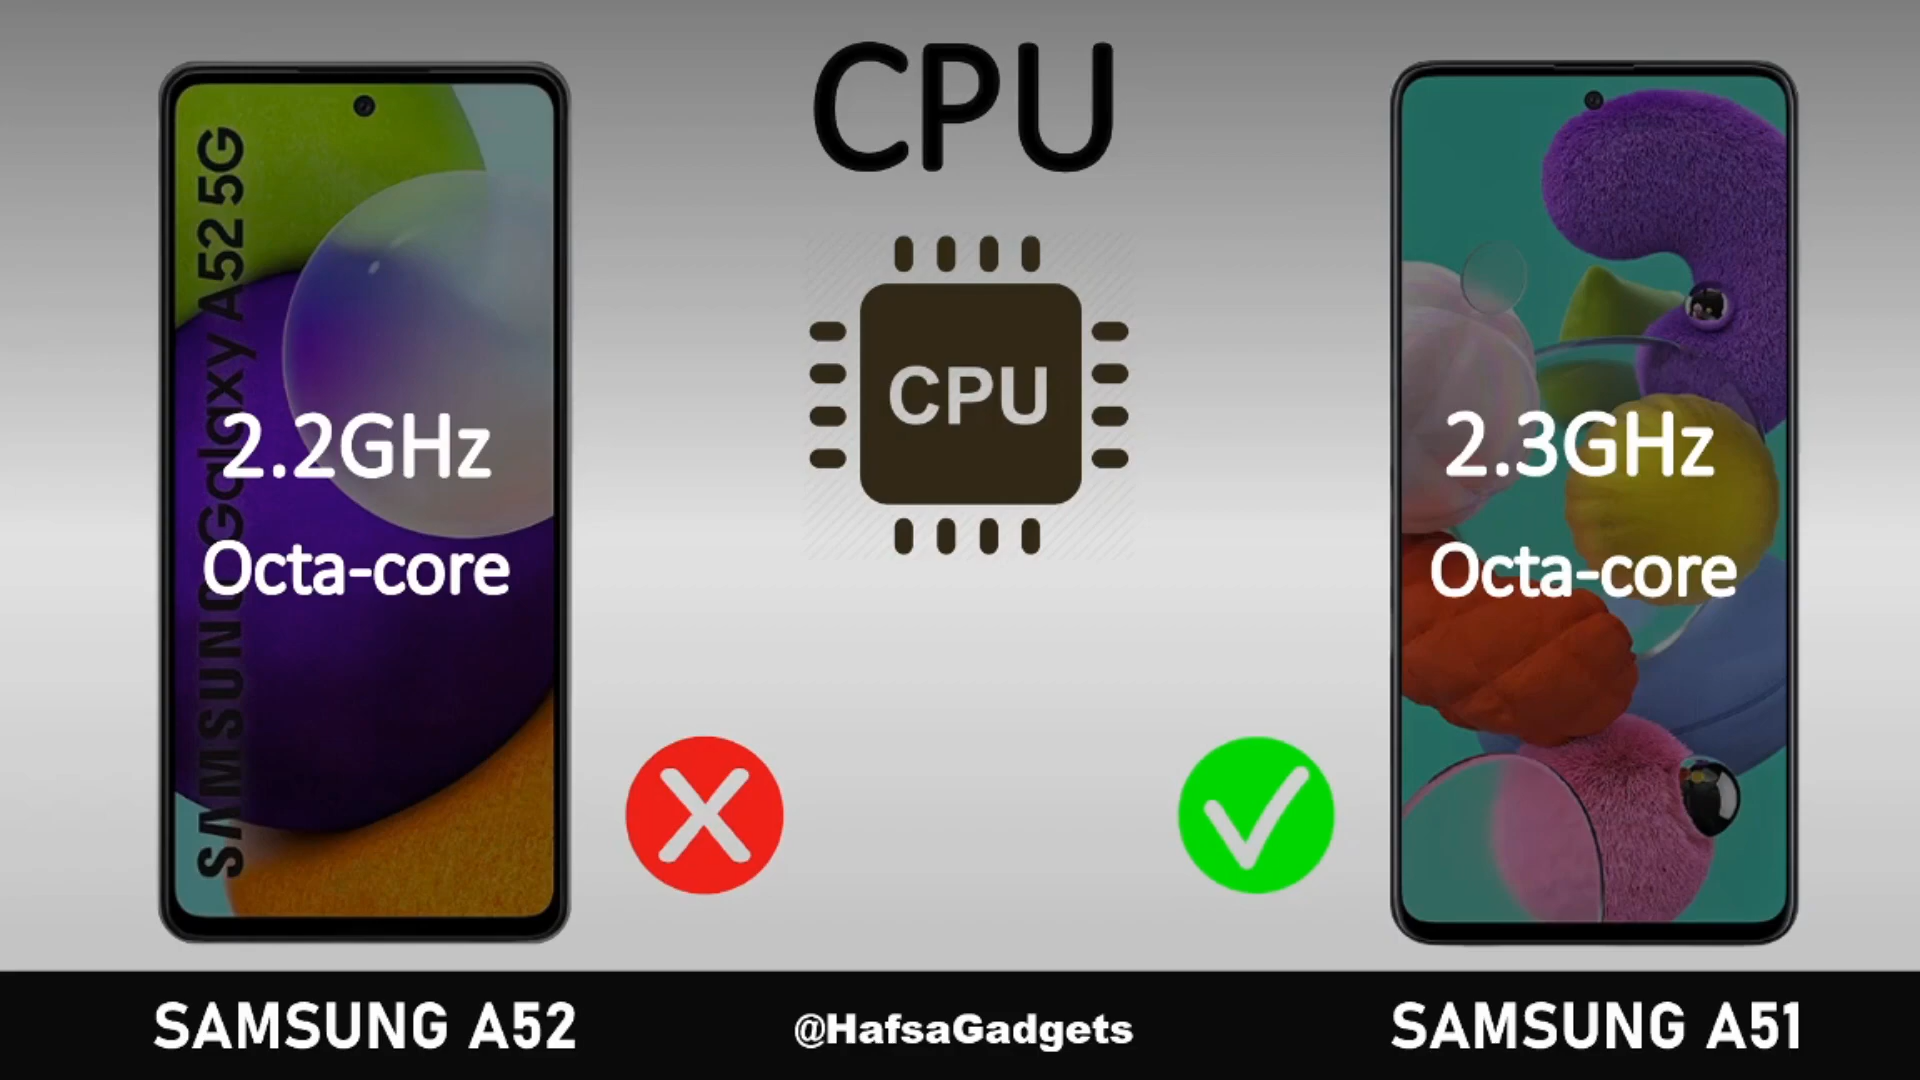 CPU
CPU
SAMSUNG Galaxy A52 5G
2.2GHz
Octa-core
2.3GHz
Octa-core
SAMSUNG A52
@HafsaGadgets
SAMSUNG A51